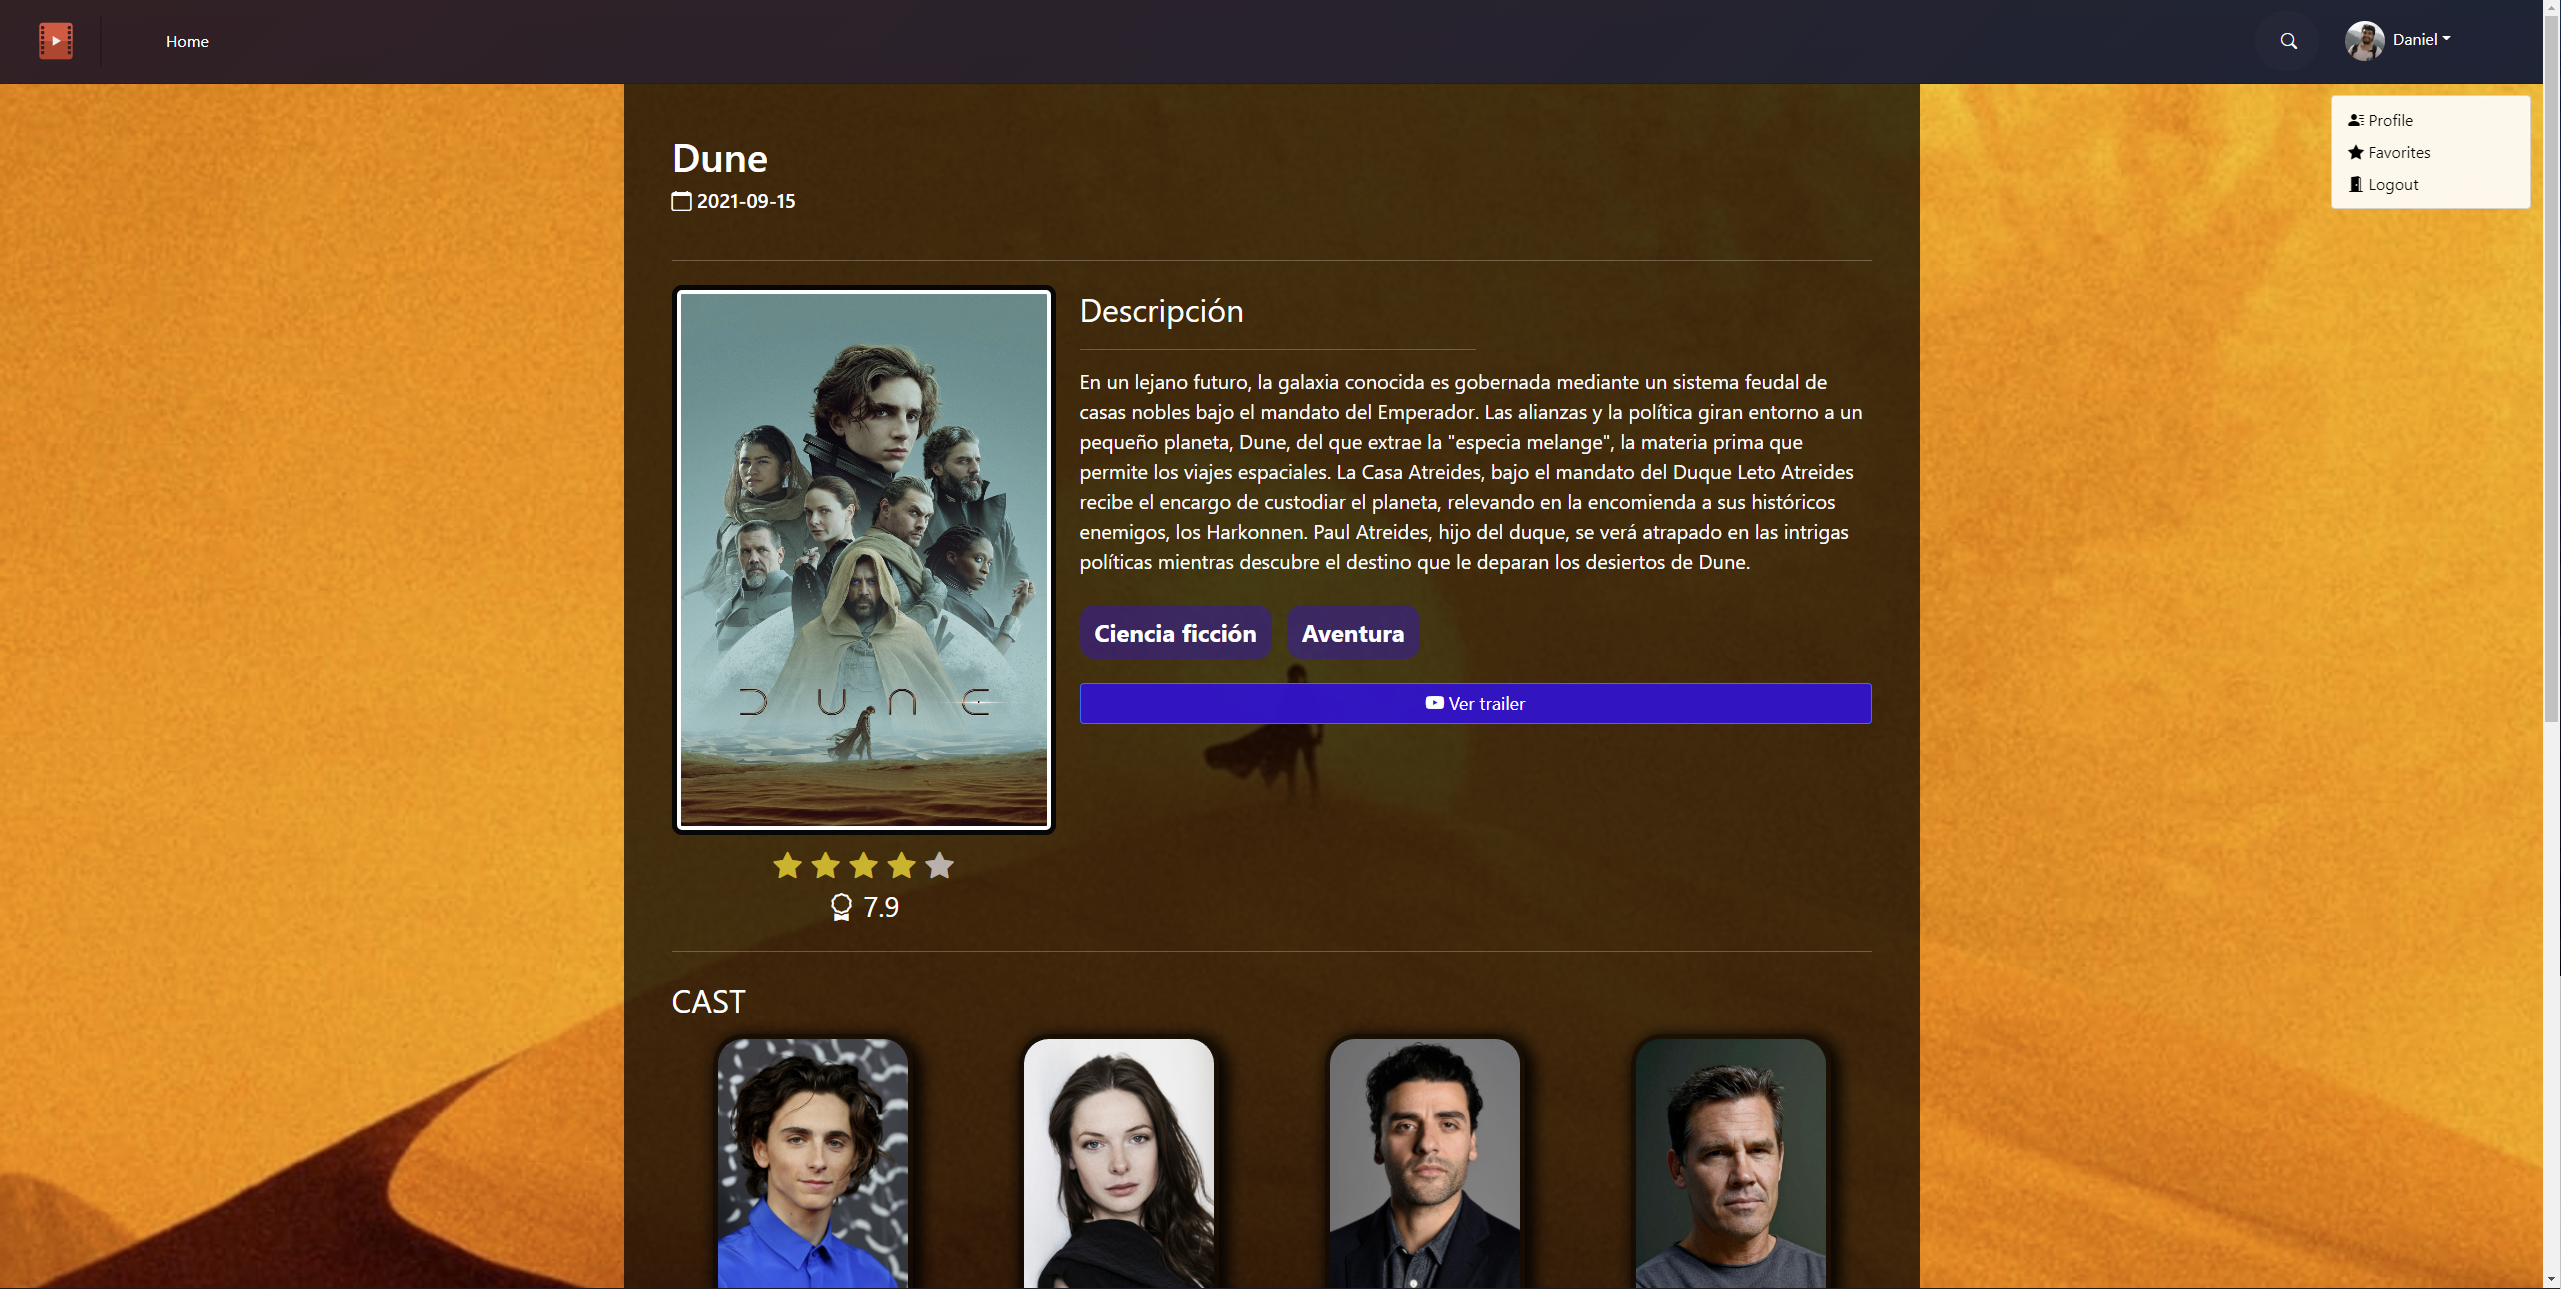 Home
Daniel
Profile
Favorites
Logout
Dune
2021-09-15
Descripción
En un lejano futuro, la galaxia conocida es gobernada mediante un sistema feudal de
casas nobles bajo el mandato del Emperador. Las alianzas y la política giran entorno a un
pequeño planeta, Dune, del que extrae la "especia melange", la materia prima que
permite los viajes espaciales. La Casa Atreides, bajo el mandato del Duque Leto Atreides
recibe el encargo de custodiar el planeta, relevando en la encomienda a sus históricos
enemigos, los Harkonnen. Paul Atreides, hijo del duque, se verá atrapado en las intrigas
políticas mientras descubre el destino que le deparan los desiertos de Dune.
Ciencia ficción Aventura
Ver trailer
DUNE
7.9
CAST